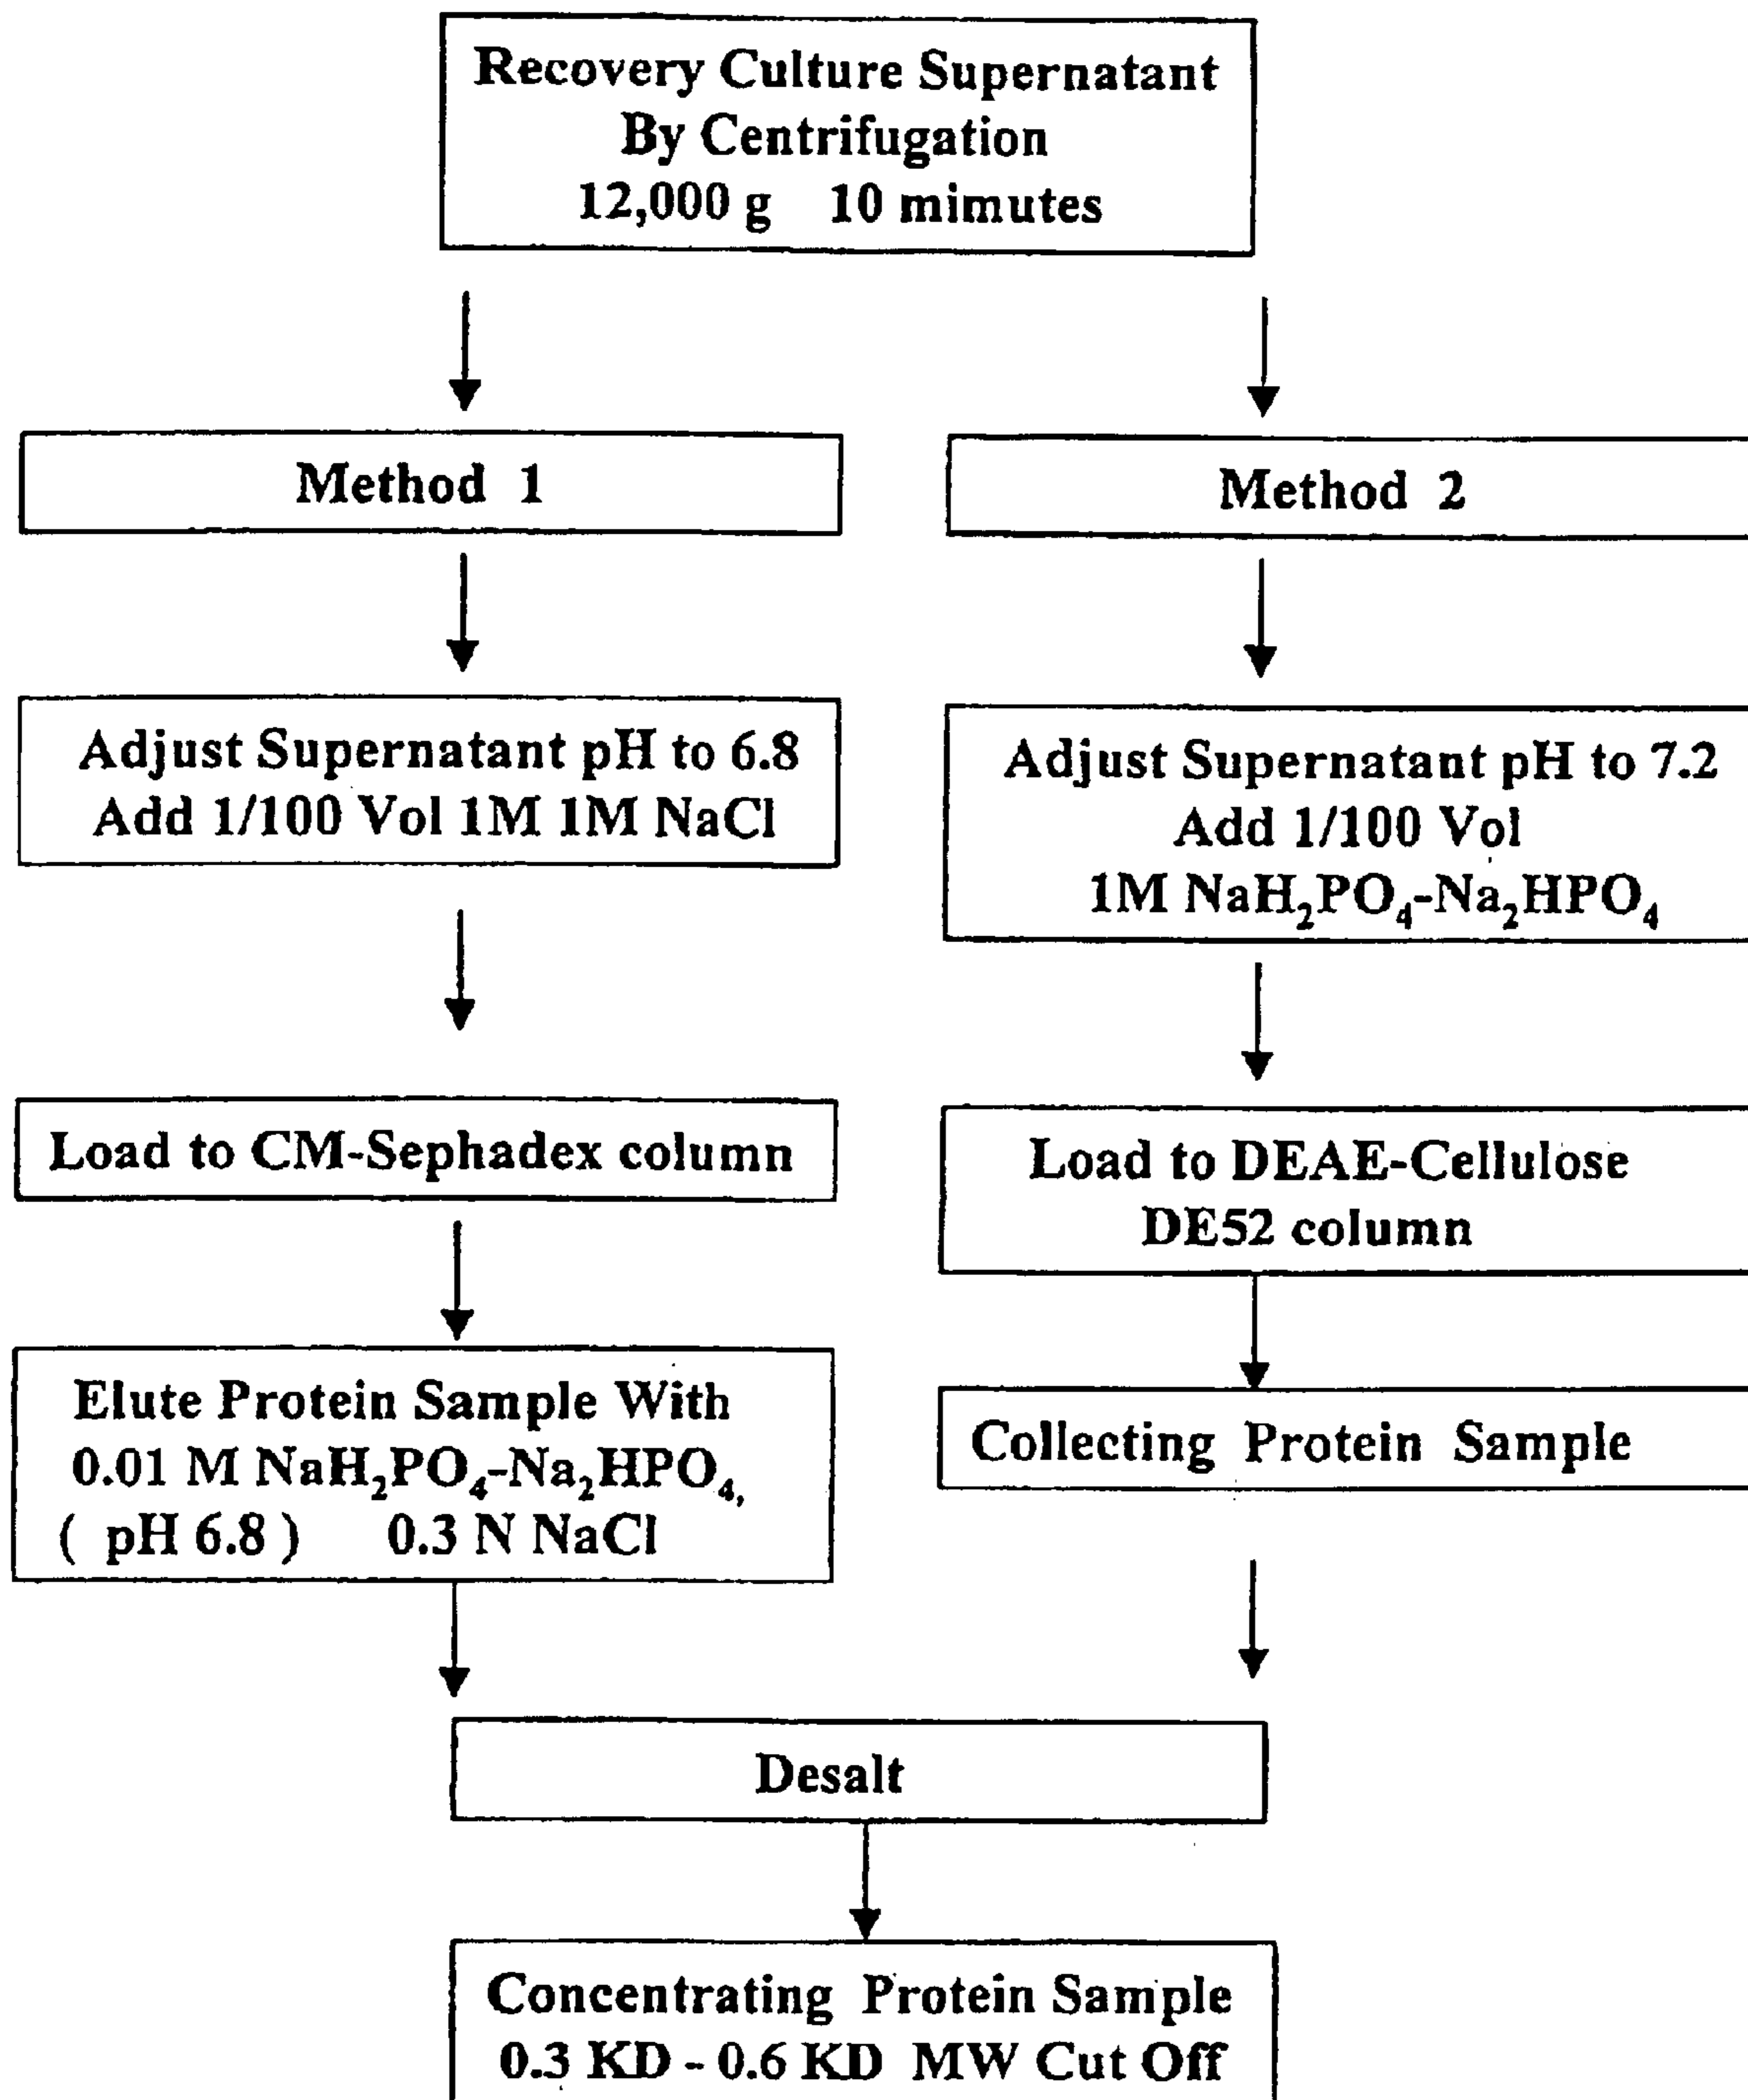 Recovery Culture Supernatant
By Centrifugation
12,000 g 10 mimutes
Method 1
Method 2
Adjust Supernatant pH to 6.8
Add 1/100 Vol 1M 1M NaCl
Adjust Supernatant pH to 7.2
Add 1/100 Vol
1M NaH₂PO₄-Na₂HPO₄
Load to CM-Sephadex column
Load to DEAE-Cellulose
DE52 column
Elute Protein Sample With
0.01 M NaH₂PO₄-Na₂HPO₄,
( pH 6.8 ) 0.3 N NaCl
Collecting Protein Sample
Desalt
Concentrating Protein Sample
0.3 KD - 0.6 KD MW Cut Off